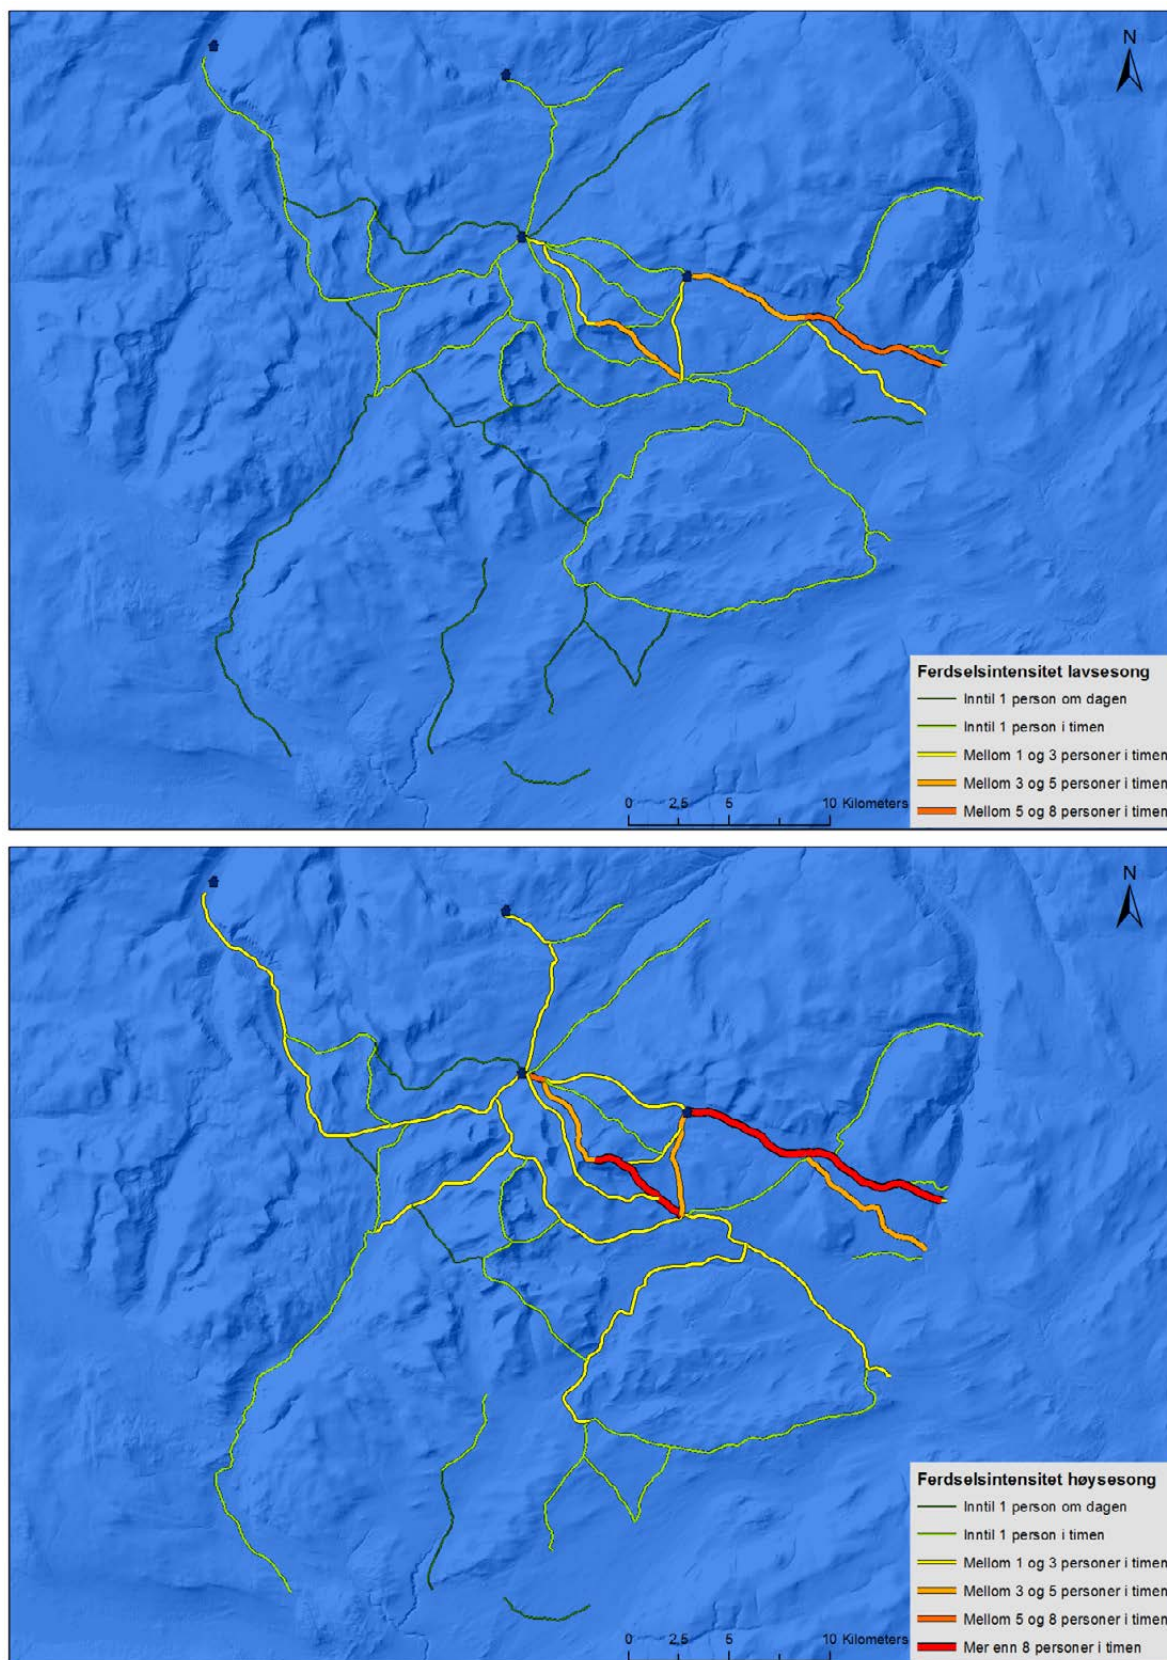 N
Ferdselsintensitet lavsesong
Inntil 1 person om dagen
Inntil 1 person i timen
Mellom 1 og 3 personer i timen
Mellom 3 og 5 personer i timen
Mellom 5 og 8 personer i timen
0 2,5 5 10 Kilometers
N
Ferdselsintensitet høysesong
Inntil 1 person om dagen
Inntil 1 person i timen
Mellom 1 og 3 personer i timen
Mellom 3 og 5 personer i timen
Mellom 5 og 8 personer i timen
Mer enn 8 personer i timen
0 2,5 5 10 Kilometers